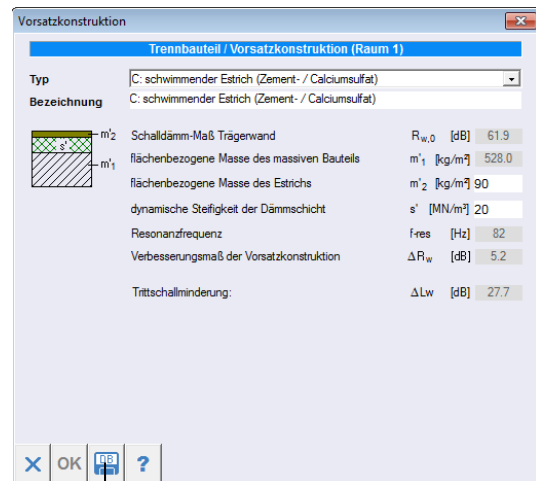 Vorsatzkonstruktion
Trennbauteil / Vorsatzkonstruktion (Raum 1)
Typ C: schwimmender Estrich (Zement- / Calciumsulfat)
Bezeichnung C: schwimmender Estrich (Zement- / Calciumsulfat)
m'2
s'
m'1
Schalldämm-Maß Trägerwand Rw,0 [dB] 61.9
flächenbezogene Masse des massiven Bauteils m'1 [kg/m²] 528.0
flächenbezogene Masse des Estrichs m'2 [kg/m²] 90
dynamische Steifigkeit der Dämmschicht s' [MN/m³] 20
Resonanzfrequenz f-res [Hz] 82
Verbesserungsmaß der Vorsatzkonstruktion ΔRw [dB] 5.2
Trittschallminderung: ΔLw [dB] 27.7
OK DB ?